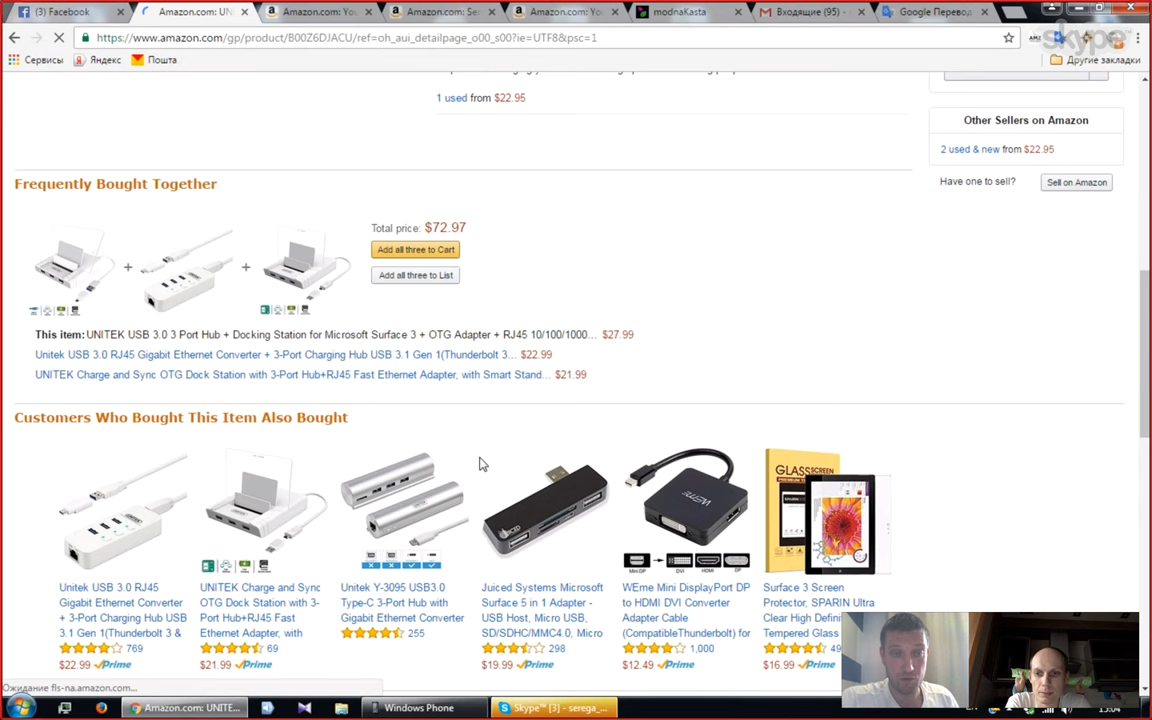 (3) Facebook
Amazon.com: UNI
Amazon.com: Yo
Amazon.com: Se
Amazon.com: Yo
modnaKasta
Входящие (95) -
Google Перевод
https://www.amazon.com/gp/product/B00Z6DJACU/ref=oh_aui_detailpage_o00_s00?ie=UTF8&psc=1
skype
Сервисы
Яндекс
Почта
Другие закладки
1 used from $22.95
Other Sellers on Amazon
2 used & new from $22.95
Have one to sell?
Sell on Amazon
Frequently Bought Together
Total price: $72.97
Add all three to Cart
Add all three to List
This item: UNITEK USB 3.0 3 Port Hub + Docking Station for Microsoft Surface 3 + OTG Adapter + RJ45 10/100/1000... $27.99
Unitek USB 3.0 RJ45 Gigabit Ethernet Converter + 3-Port Charging Hub USB 3.1 Gen 1(Thunderbolt 3... $22.99
UNITEK Charge and Sync OTG Dock Station with 3-Port Hub+RJ45 Fast Ethernet Adapter, with Smart Stand... $21.99
Customers Who Bought This Item Also Bought
GLASS
SCREEN
Unitek USB 3.0 RJ45
Gigabit Ethernet Converter
+ 3-Port Charging Hub USB
3.1 Gen 1(Thunderbolt 3 &
769
$22.99 Prime
UNITEK Charge and Sync
OTG Dock Station with 3-
Port Hub+RJ45 Fast
Ethernet Adapter, with
69
$21.99 Prime
Unitek Y-3095 USB3.0
Type-C 3-Port Hub with
Gigabit Ethernet Converter
255
Juiced Systems Microsoft
Surface 5 in 1 Adapter -
USB Host, Micro USB,
SD/SDHC/MMC4.0, Micro
298
$19.99 Prime
WEme Mini DisplayPort DP
to HDMI DVI Converter
Adapter Cable
(CompatibleThunderbolt) for
1,000
$12.49 Prime
Surface 3 Screen
Protector, SPARIN Ultra
Clear High Defini
Tempered Glass
49
$16.99 Prime
Ожидание fls-na.amazon.com...
Amazon.com: UNITE...
Windows Phone
Skype™ [3] - serega_...
15:04